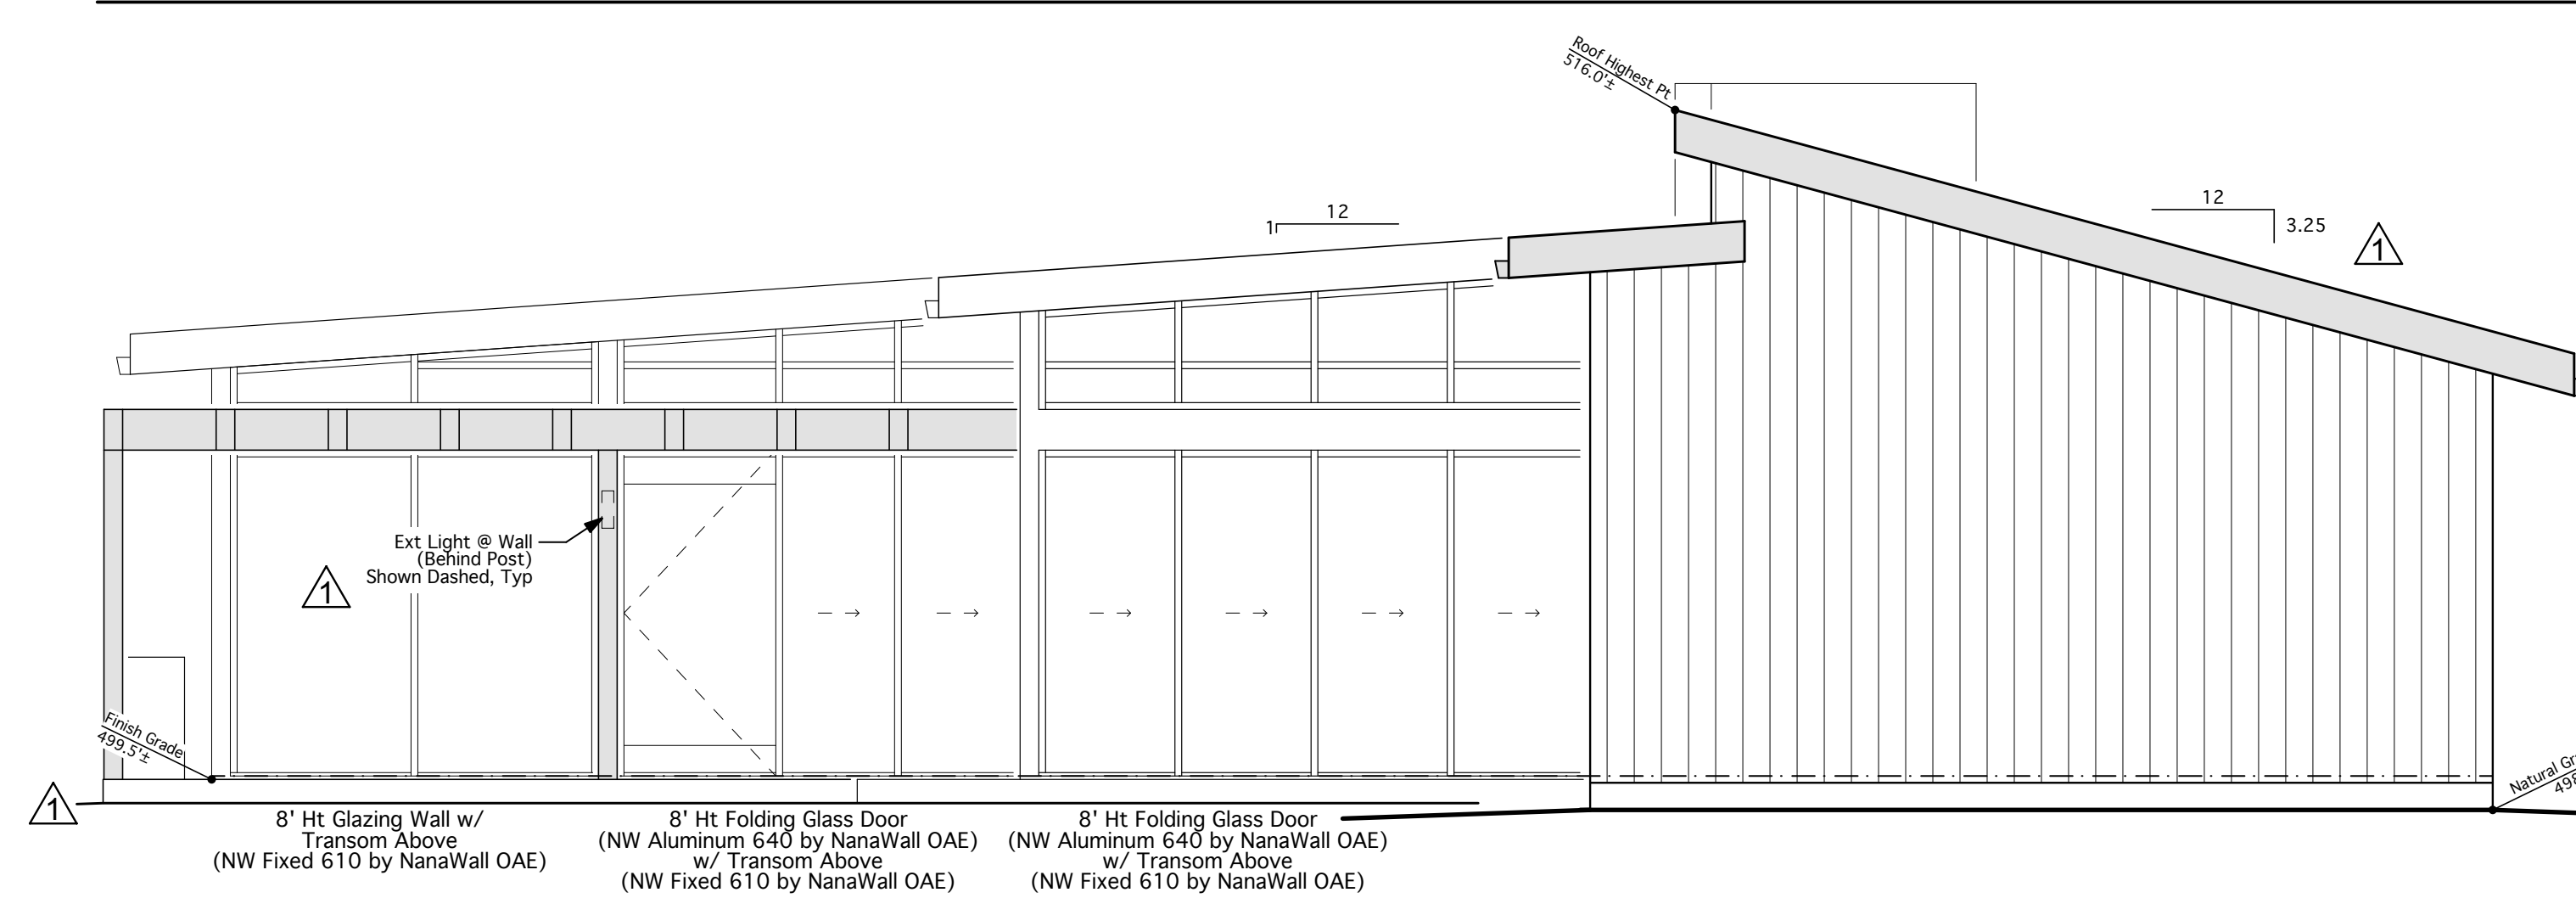 Roof Highest Pt
516.0'±
12
1
12
3.25
1
Ext Light @ Wall
(Behind Post)
Shown Dashed, Typ
1
Finish Grade
499.5'±
Natural
1
8' Ht Glazing Wall w/
Transom Above
(NW Fixed 610 by NanaWall OAE)
8' Ht Folding Glass Door
(NW Aluminum 640 by NanaWall OAE)
w/ Transom Above
(NW Fixed 610 by NanaWall OAE)
8' Ht Folding Glass Door
(NW Aluminum 640 by NanaWall OAE)
w/ Transom Above
(NW Fixed 610 by NanaWall OAE)